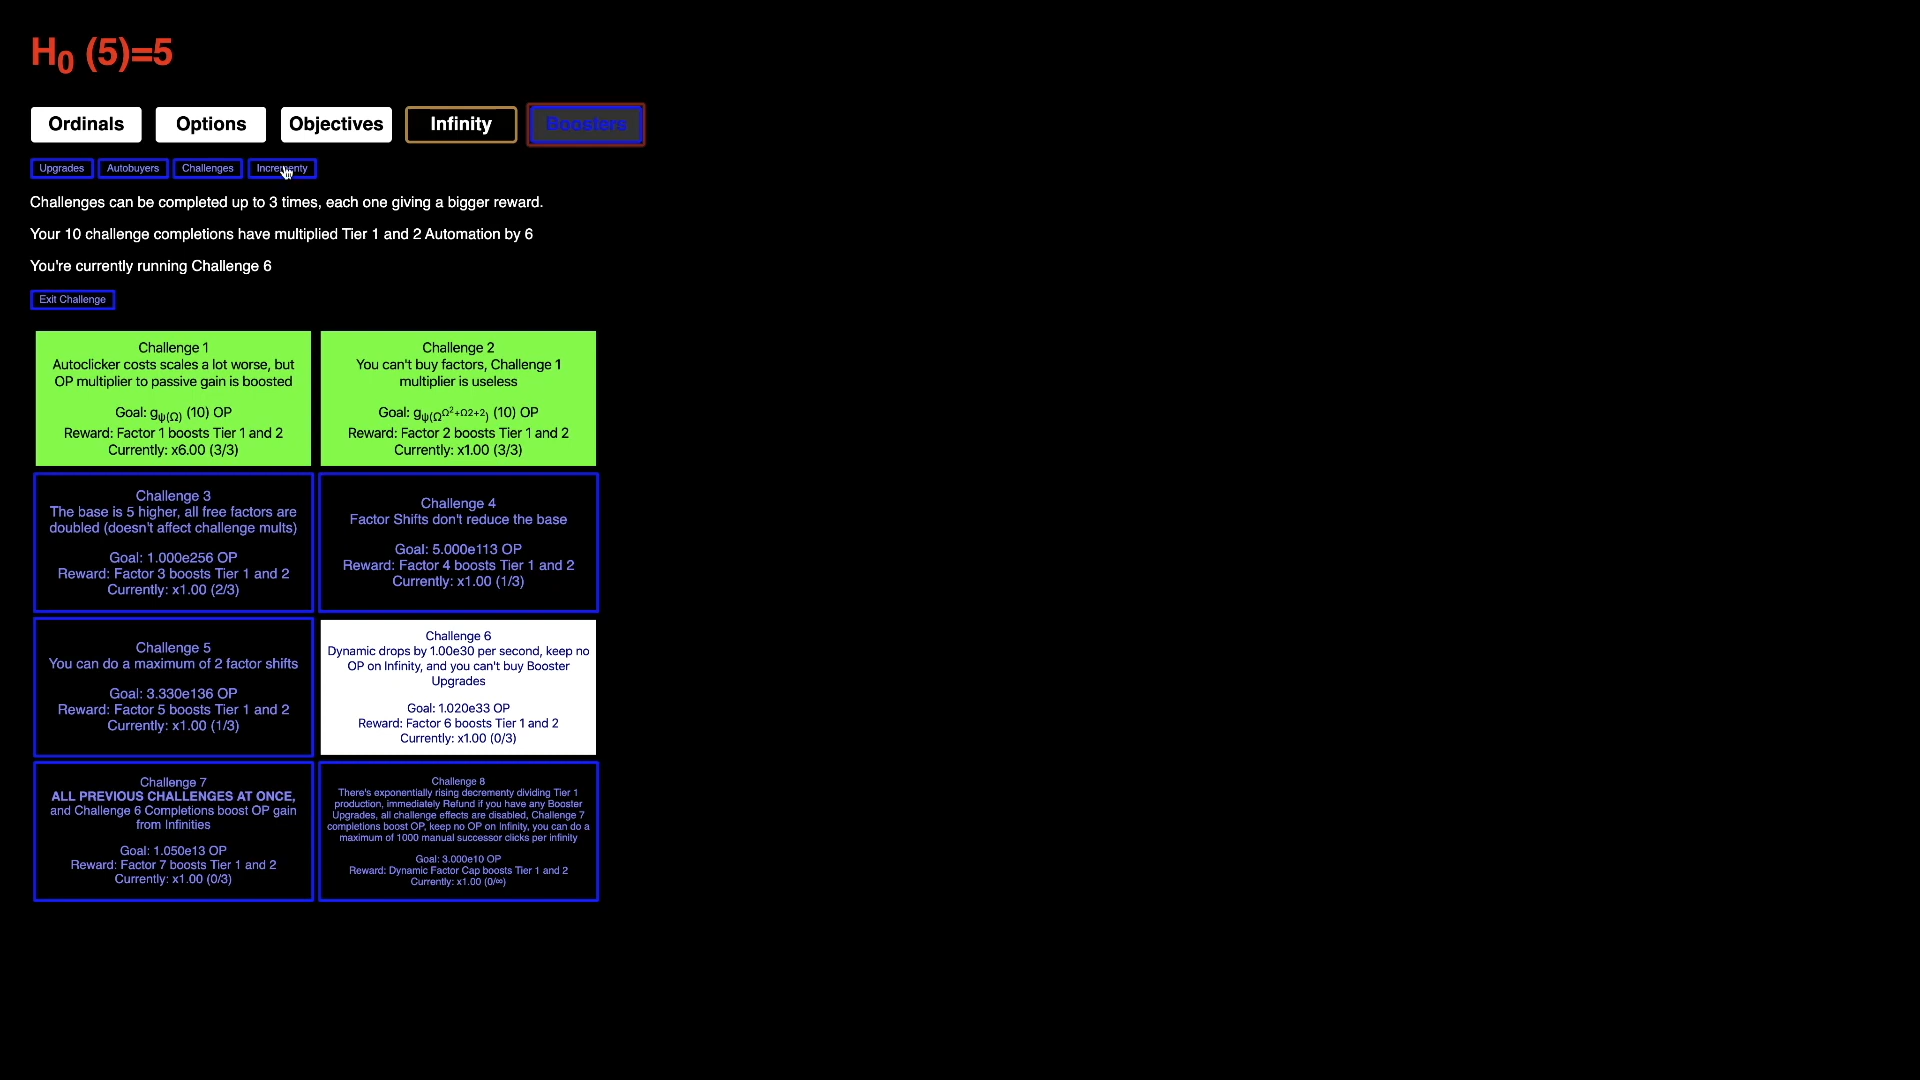 H₀ (5)=5
Ordinals Options Objectives Infinity Boosters
Upgrades Autobuyers Challenges Incrementy
Challenges can be completed up to 3 times, each one giving a bigger reward.
Your 10 challenge completions have multiplied Tier 1 and 2 Automation by 6
You're currently running Challenge 6
Exit Challenge
Challenge 1
Autoclicker costs scales a lot worse, but
OP multiplier to passive gain is boosted
Goal: gψ(Ω) (10) OP
Reward: Factor 1 boosts Tier 1 and 2
Currently: x6.00 (3/3)
Challenge 2
You can't buy factors, Challenge 1
multiplier is useless
Goal: gψ(Ω^Ω²+Ω2+2) (10) OP
Reward: Factor 2 boosts Tier 1 and 2
Currently: x1.00 (3/3)
Challenge 3
The base is 5 higher, all free factors are
doubled (doesn't affect challenge mults)
Goal: 1.000e256 OP
Reward: Factor 3 boosts Tier 1 and 2
Currently: x1.00 (2/3)
Challenge 4
Factor Shifts don't reduce the base
Goal: 5.000e113 OP
Reward: Factor 4 boosts Tier 1 and 2
Currently: x1.00 (1/3)
Challenge 5
You can do a maximum of 2 factor shifts
Goal: 3.330e136 OP
Reward: Factor 5 boosts Tier 1 and 2
Currently: x1.00 (1/3)
Challenge 6
Dynamic drops by 1.00e30 per second, keep no
OP on Infinity, and you can't buy Booster
Upgrades
Goal: 1.020e33 OP
Reward: Factor 6 boosts Tier 1 and 2
Currently: x1.00 (0/3)
Challenge 7
ALL PREVIOUS CHALLENGES AT ONCE,
and Challenge 6 Completions boost OP gain
from Infinities
Goal: 1.050e13 OP
Reward: Factor 7 boosts Tier 1 and 2
Currently: x1.00 (0/3)
Challenge 8
There's exponentially rising decrementy dividing Tier 1
production, immediately Refund if you have any Booster
Upgrades, all challenge effects are disabled, Challenge 7
completions boost OP, keep no OP on Infinity, you can do a
maximum of 1000 manual successor clicks per infinity
Goal: 3.000e10 OP
Reward: Dynamic Factor Cap boosts Tier 1 and 2
Currently: x1.00 (0/∞)